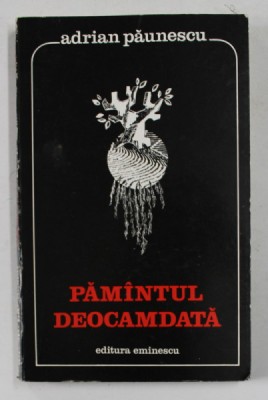 adrian păunescu
PĂMÎNTUL
DEOCAMDATĂ
editura eminescu